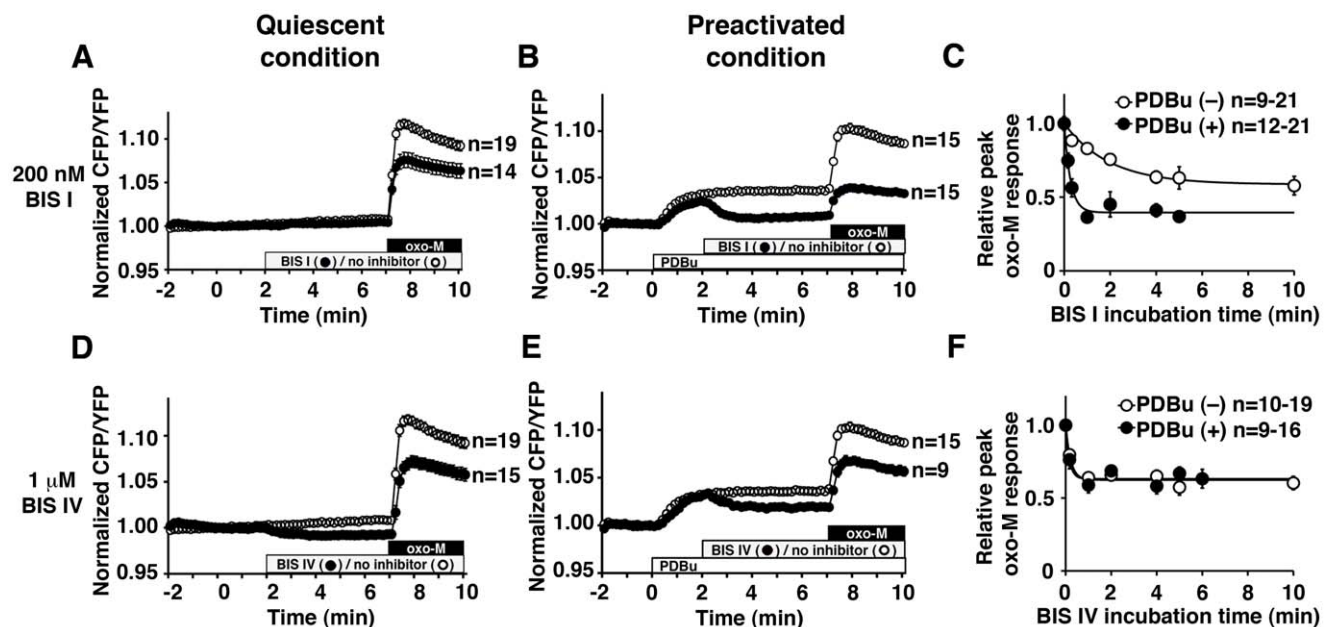 Quiescent
condition
Preactivated
condition
A
Normalized CFP/YFP
1.10
1.05
1.00
0.95
n=19
n=14
oxo-M
BIS I (●) / no inhibitor (○)
-2 0 2 4 6 8 10
Time (min)
200 nM
BIS I
B
Normalized CFP/YFP
1.10
1.05
1.00
0.95
n=15
n=15
oxo-M
BIS I (●) / no inhibitor (○)
PDBu
-2 0 2 4 6 8 10
Time (min)
C
Relative peak
oxo-M response
PDBu (–) n=9-21
PDBu (+) n=12-21
1.0
0.5
0
0 2 4 6 8 10
BIS I incubation time (min)
D
Normalized CFP/YFP
1.10
1.05
1.00
0.95
n=19
n=15
oxo-M
BIS IV (●) / no inhibitor (○)
-2 0 2 4 6 8 10
Time (min)
1 μM
BIS IV
E
Normalized CFP/YFP
1.10
1.05
1.00
0.95
n=15
n=9
oxo-M
BIS IV (●) / no inhibitor (○)
PDBu
-2 0 2 4 6 8 10
Time (min)
F
Relative peak
oxo-M response
PDBu (–) n=10-19
PDBu (+) n=9-16
1.0
0.5
0
0 2 4 6 8 10
BIS IV incubation time (min)